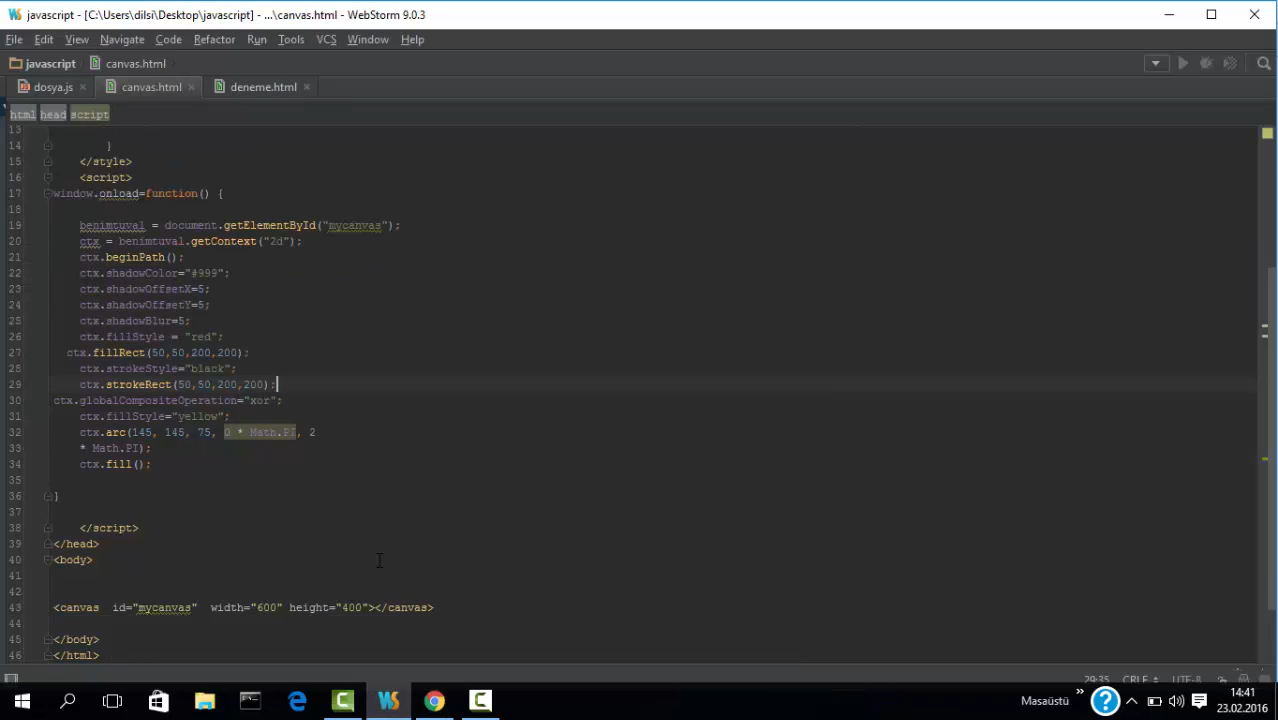 javascript - [C:\Users\dilsi\Desktop\javascript] - ...\canvas.html - WebStorm 9.0.3
File Edit View Navigate Code Refactor Run Tools VCS Window Help
javascript canvas.html
dosya.js canvas.html deneme.html
html head script
13
14 }
15 </style>
16 <script>
17 window.onload=function() {
18
19 benimtuval = document.getElementById("mycanvas");
20 ctx = benimtuval.getContext("2d");
21 ctx.beginPath();
22 ctx.shadowColor="#999";
23 ctx.shadowOffsetX=5;
24 ctx.shadowOffsetY=5;
25 ctx.shadowBlur=5;
26 ctx.fillStyle = "red";
27 ctx.fillRect(50,50,200,200);
28 ctx.strokeStyle="black";
29 ctx.strokeRect(50,50,200,200);
30 ctx.globalCompositeOperation="xor";
31 ctx.fillStyle="yellow";
32 ctx.arc(145, 145, 75, 0 * Math.PI, 2
33 * Math.PI);
34 ctx.fill();
35
36 }
37
38 </script>
39 </head>
40 <body>
41
42
43 <canvas id="mycanvas" width="600" height="400"></canvas>
44
45 </body>
46 </html>
29:35 CRLF UTF-8
Masaüstü 14:41
23.02.2016